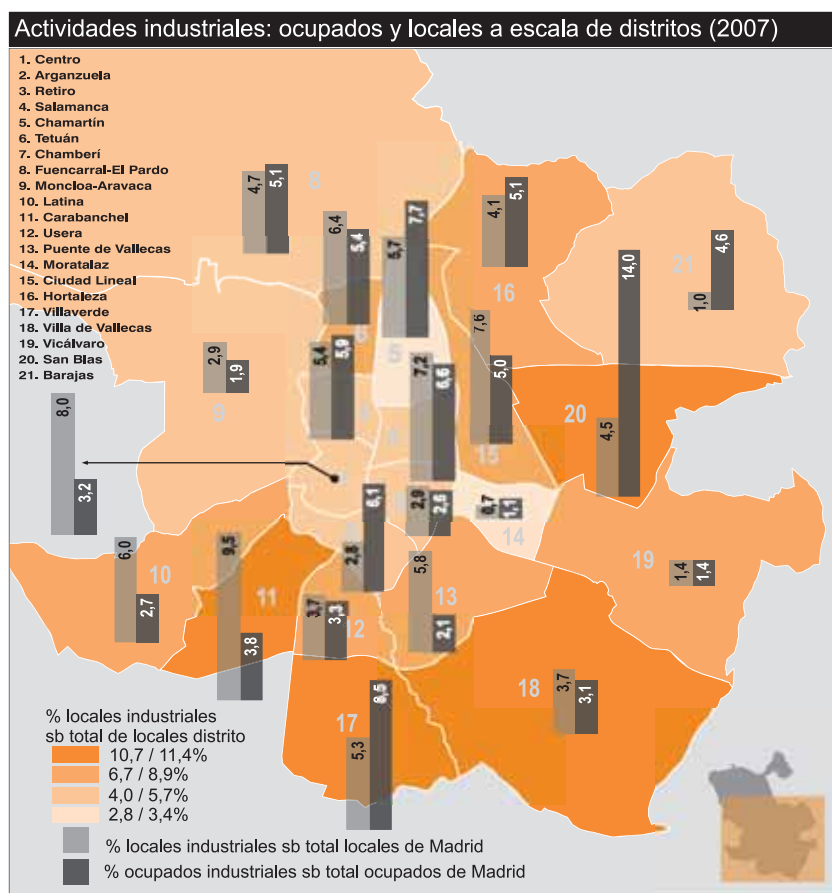 Actividades industriales: ocupados y locales a escala de distritos (2007)
1. Centro
2. Arganzuela
3. Retiro
4. Salamanca
5. Chamartín
6. Tetuán
7. Chamberí
8. Fuencarral-El Pardo
9. Moncloa-Aravaca
10. Latina
11. Carabanchel
12. Usera
13. Puente de Vallecas
14. Moratalaz
15. Ciudad Lineal
16. Hortaleza
17. Villaverde
18. Villa de Vallecas
19. Vicálvaro
20. San Blas
21. Barajas
4,7 5,1
8
6,4 5,4
5,7 7,7
4,1 5,1
16
21
1,0 4,6
14,0
4,5
20
7,6 5,0
15
6
5
2,9 1,9
9
5,4 5,9
7,2 6,6
8,0 3,2
2,9 2,6
0,7 1,1
14
2,8 6,1
6,0 2,7
10
9,5 3,8
11
3,7 3,3
12
5,8 2,1
13
1,4 1,4
19
3,7 3,1
18
17
5,3 8,5
% locales industriales
sb total de locales distrito
10,7 / 11,4%
6,7 / 8,9%
4,0 / 5,7%
2,8 / 3,4%
% locales industriales sb total locales de Madrid
% ocupados industriales sb total ocupados de Madrid